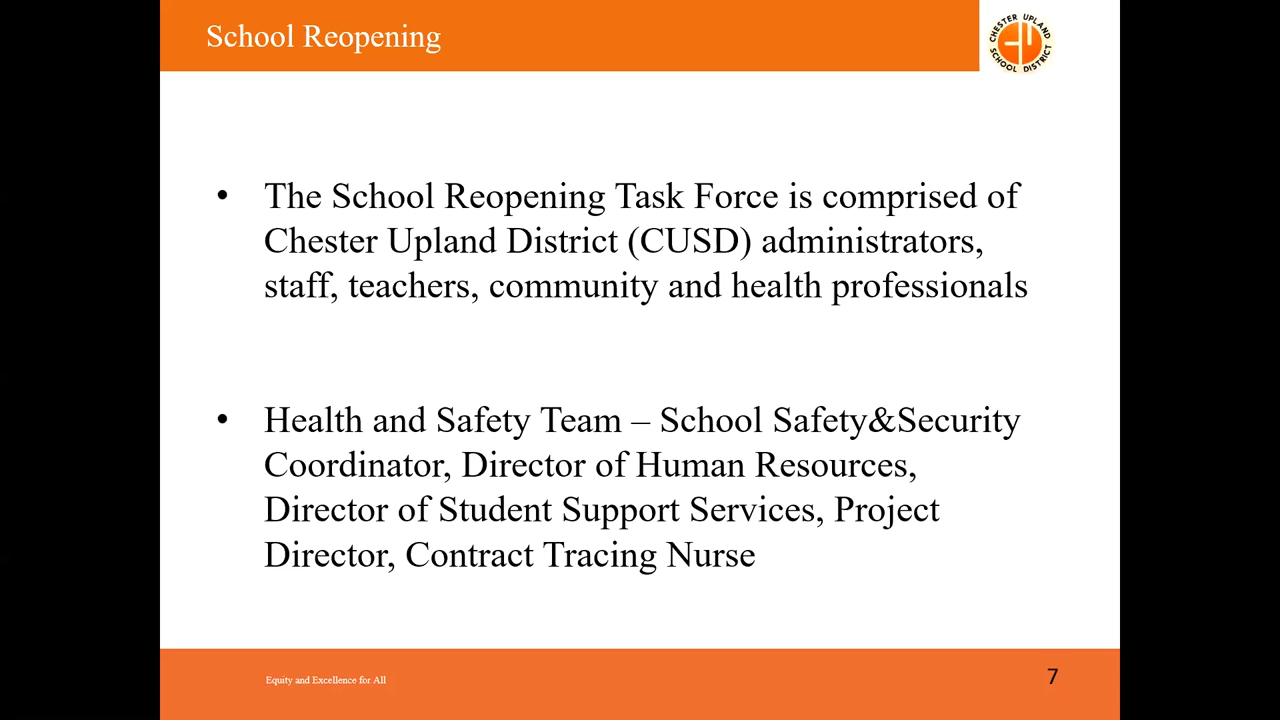 School Reopening
CHESTER UPLAND
SCHOOL DISTRICT
• The School Reopening Task Force is comprised of
Chester Upland District (CUSD) administrators,
staff, teachers, community and health professionals
• Health and Safety Team – School Safety&Security
Coordinator, Director of Human Resources,
Director of Student Support Services, Project
Director, Contract Tracing Nurse
Equity and Excellence for All
7